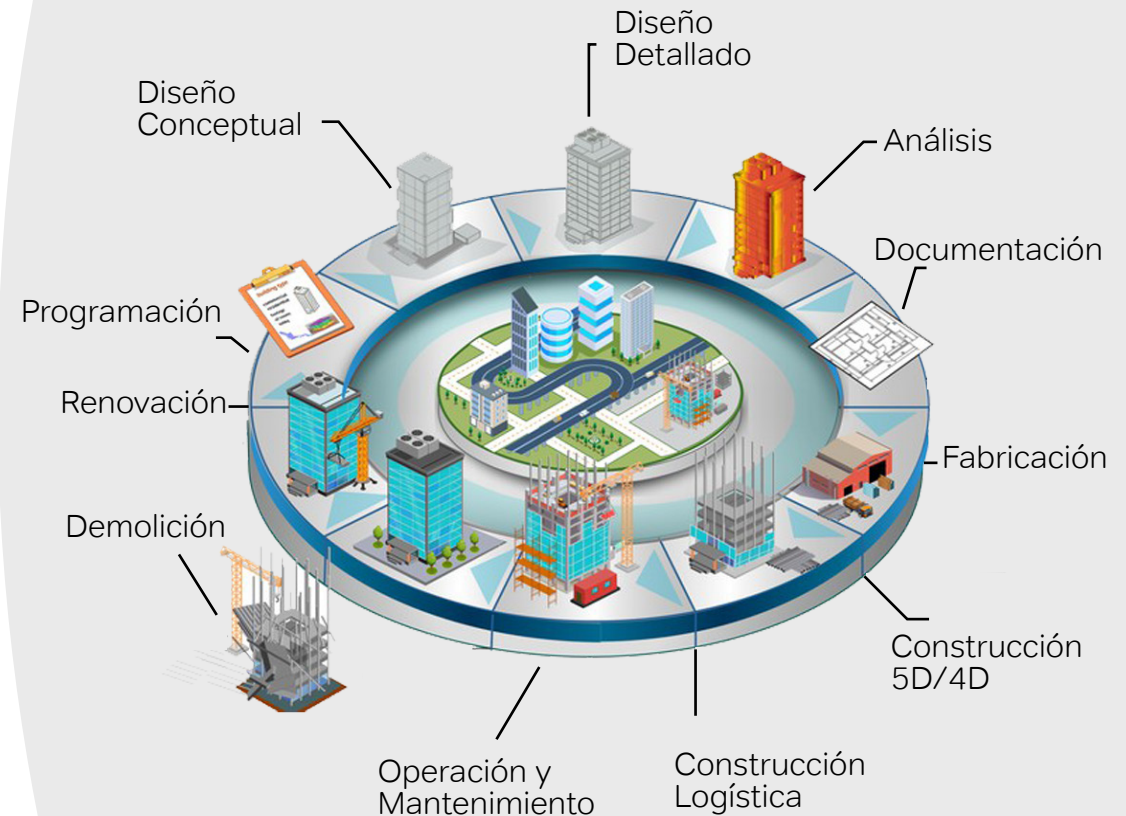 Diseño
Detallado
Diseño
Conceptual
Análisis
Documentación
Programación
Renovación
Fabricación
Demolición
Construcción
5D/4D
Operación y
Mantenimiento
Construcción
Logística